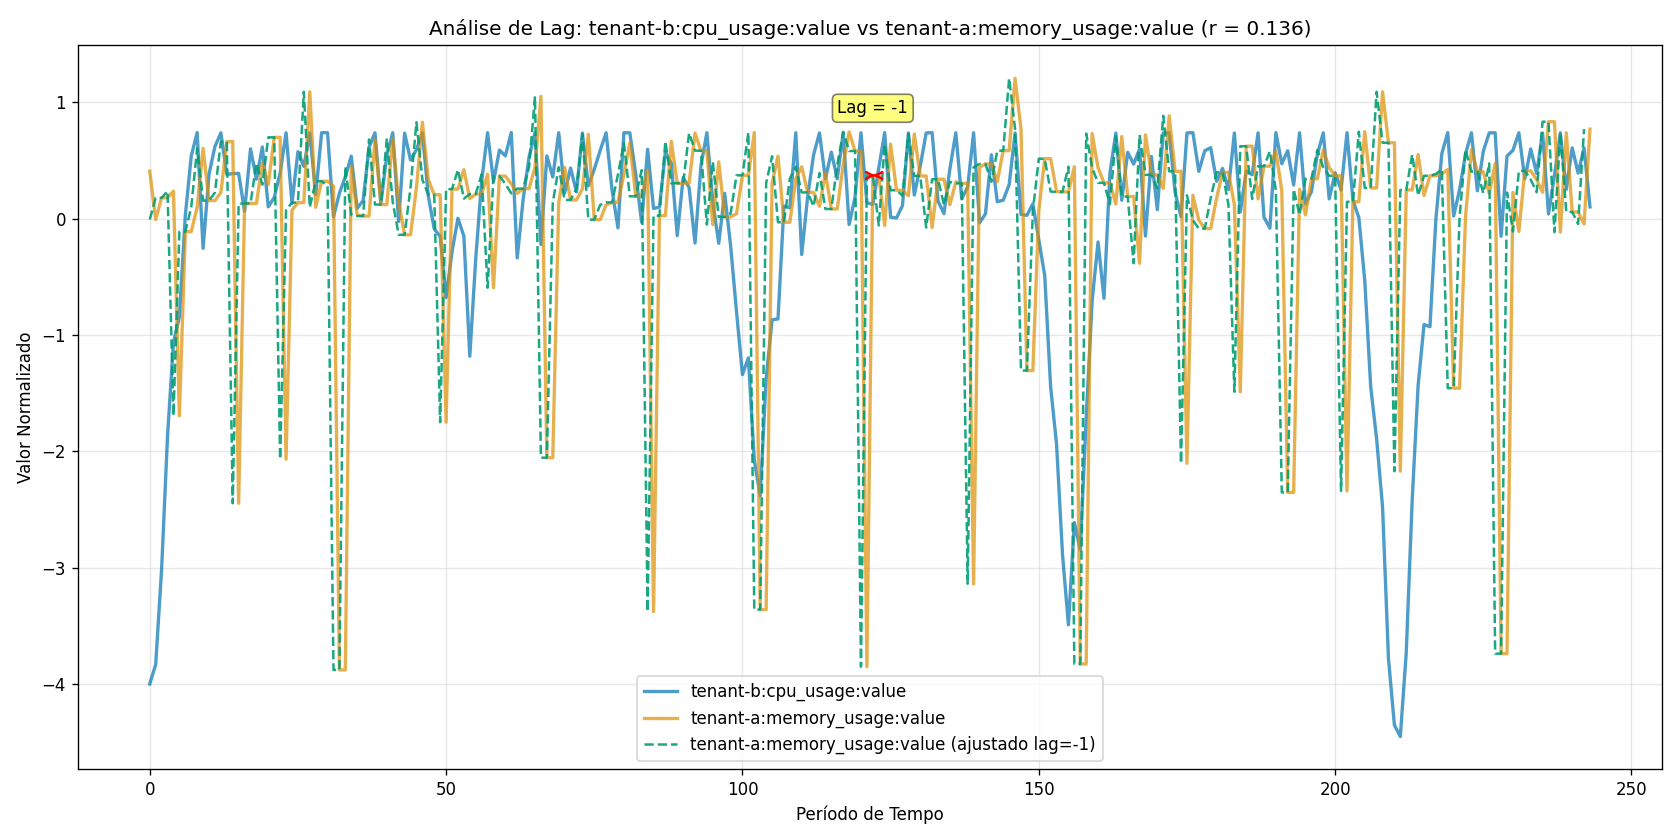 Análise de Lag: tenant-b:cpu_usage:value vs tenant-a:memory_usage:value (r = 0.136)
Lag = -1
Valor Normalizado
1
0
−1
−2
−3
−4
tenant-b:cpu_usage:value
tenant-a:memory_usage:value
tenant-a:memory_usage:value (ajustado lag=-1)
0 50 100 150 200 250
Período de Tempo